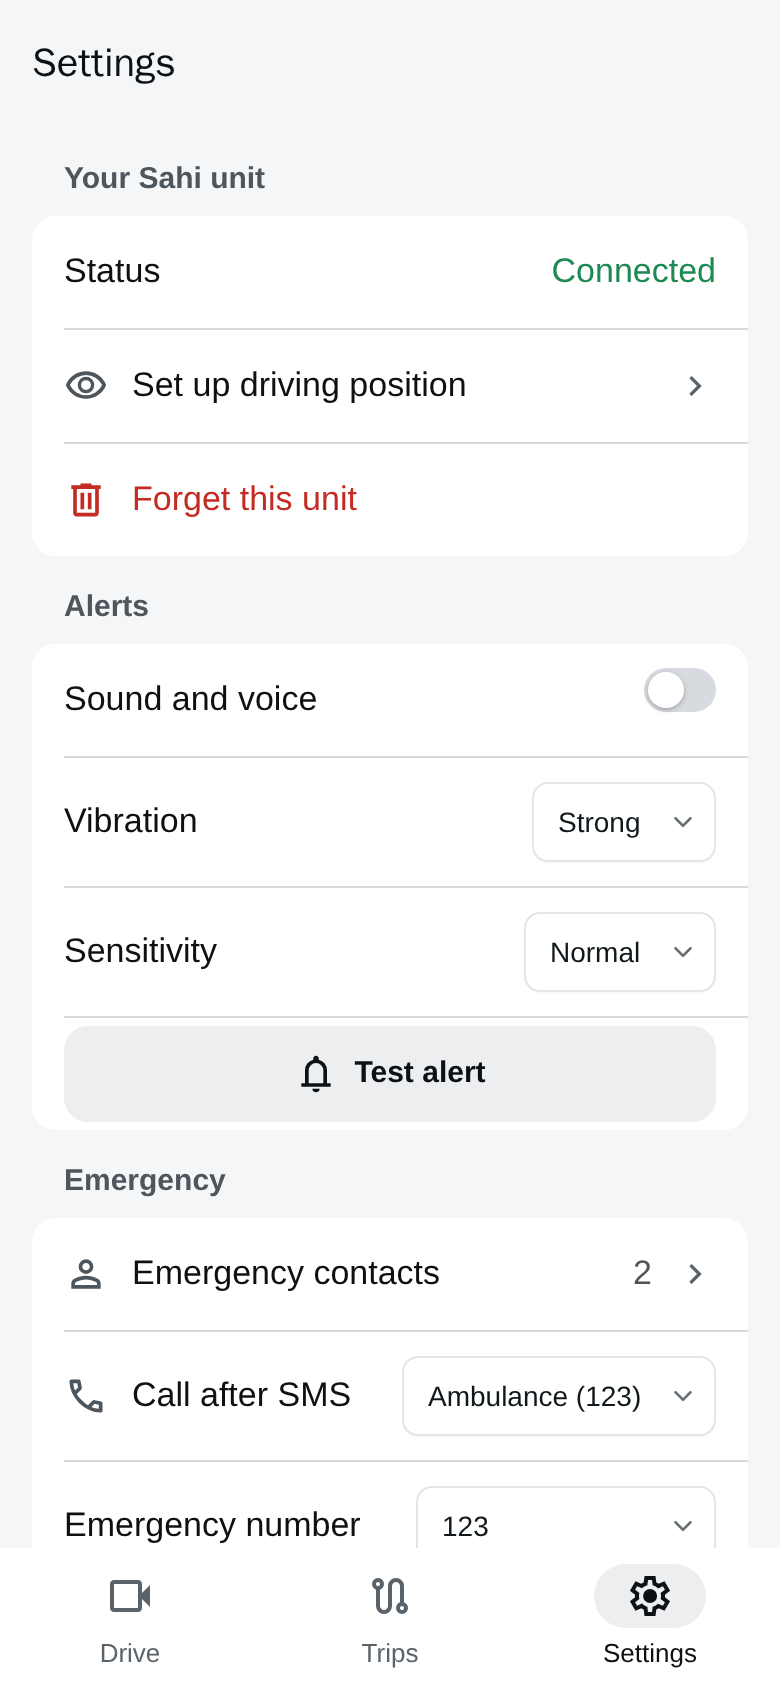 Settings
Your Sahi unit
Status Connected
Set up driving position
Forget this unit
Alerts
Sound and voice
Vibration Strong
Sensitivity Normal
Test alert
Emergency
Emergency contacts 2
Call after SMS Ambulance (123)
Emergency number 123
Drive Trips Settings